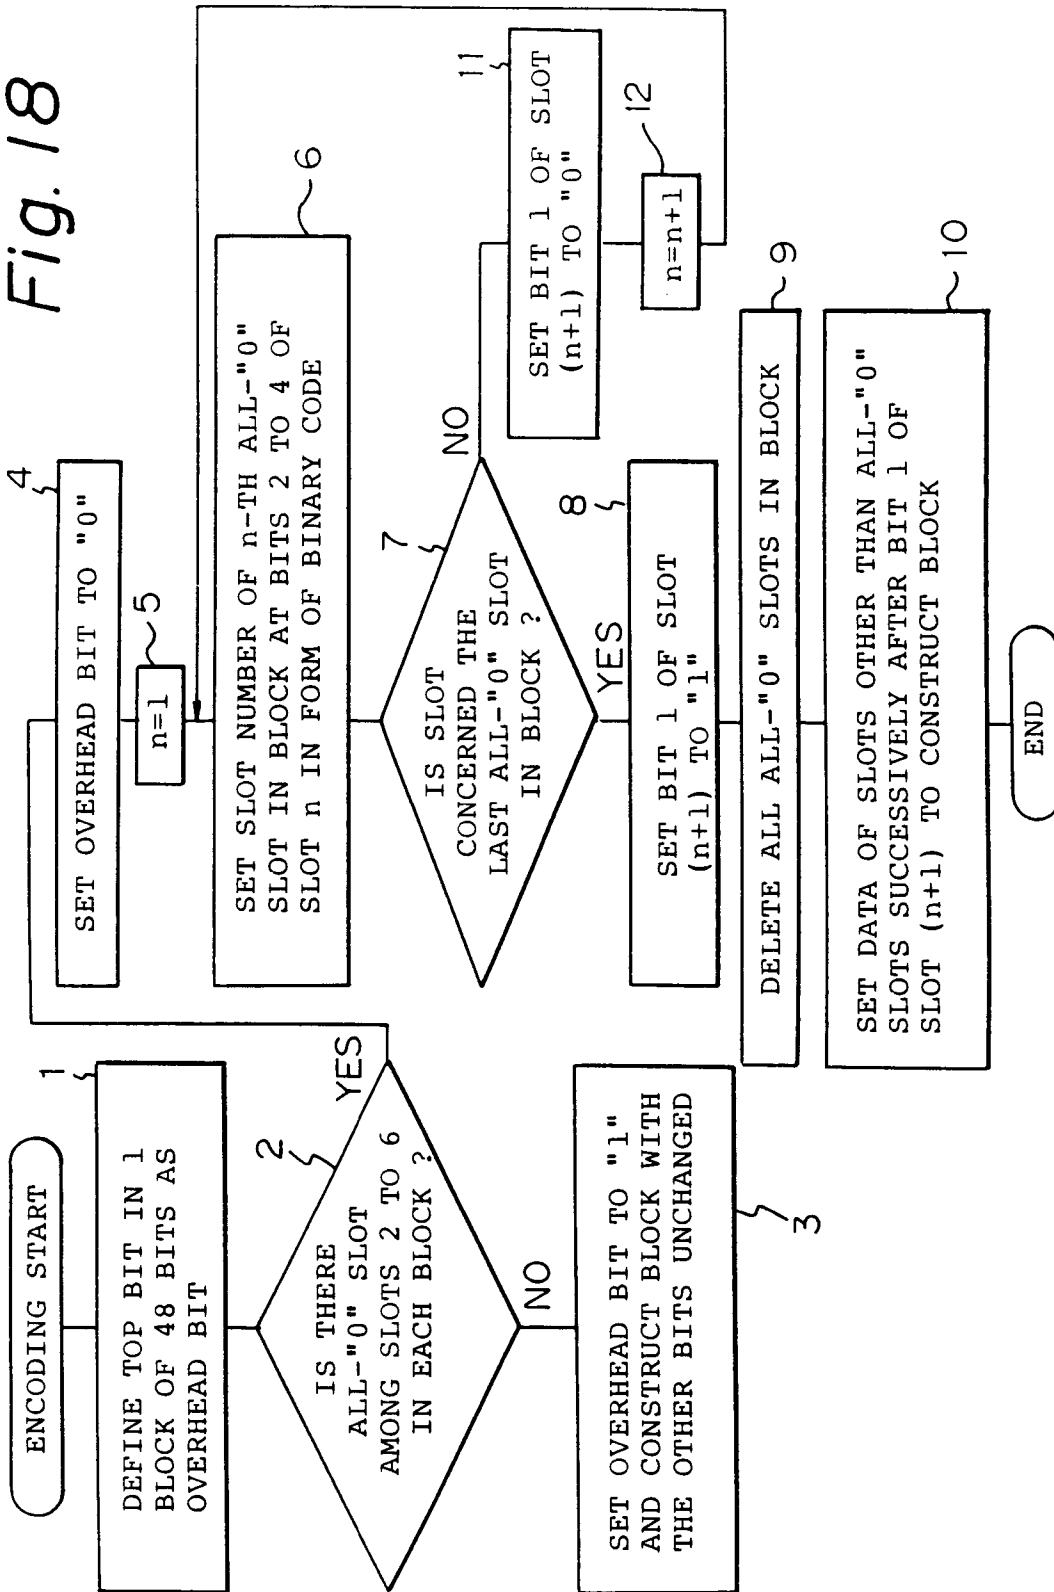 Fig. 18
ENCODING START
1
DEFINE TOP BIT IN 1
BLOCK OF 48 BITS AS
OVERHEAD BIT
2
IS THERE
ALL-"0" SLOT
AMONG SLOTS 2 TO 6
IN EACH BLOCK ?
YES
NO
SET OVERHEAD BIT TO "1"
AND CONSTRUCT BLOCK WITH
THE OTHER BITS UNCHANGED
3
4
SET OVERHEAD BIT TO "0"
n=1
5
SET SLOT NUMBER OF n-TH ALL-"0"
SLOT IN BLOCK AT BITS 2 TO 4 OF
SLOT n IN FORM OF BINARY CODE
6
7
IS SLOT
CONCERNED THE
LAST ALL-"0" SLOT
IN BLOCK ?
NO
YES
8
SET BIT 1 OF SLOT
(n+1) TO "1"
DELETE ALL ALL-"0" SLOTS IN BLOCK
9
SET DATA OF SLOTS OTHER THAN ALL-"0"
SLOTS SUCCESSIVELY AFTER BIT 1 OF
SLOT (n+1) TO CONSTRUCT BLOCK
10
END
11
SET BIT 1 OF SLOT
(n+1) TO "0"
12
n=n+1